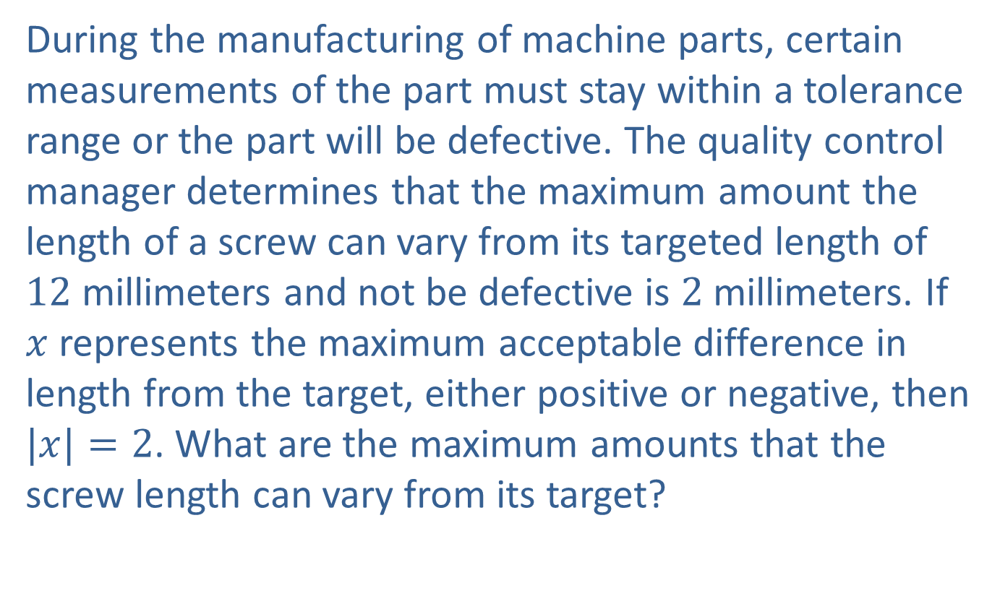 During the manufacturing of machine parts, certain
measurements of the part must stay within a tolerance
range or the part will be defective. The quality control
manager determines that the maximum amount the
length of a screw can vary from its targeted length of
12 millimeters and not be defective is 2 millimeters. If
𝑥 represents the maximum acceptable difference in
length from the target, either positive or negative, then
|𝑥| = 2. What are the maximum amounts that the
screw length can vary from its target?